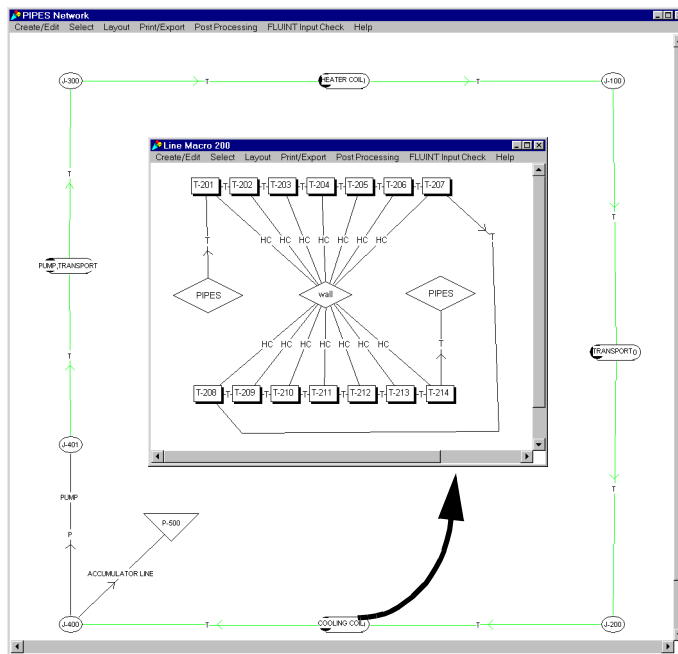 PIPES Network
Create/Edit Select Layout Print/Export Post Processing FLUINT Input Check Help
J-300
T
HEATER COIL)
T
J-100
Line Macro 200
Create/Edit Select Layout Print/Export Post Processing FLUINT Input Check Help
T-201 T T-202 T T-203 T T-204 T T-205 T T-206 T T-207
T
T
T
T
HC HC HC HC HC HC
PUMP,TRANSPORT
PIPES
wall
PIPES
T
HC HC HC HC HC HC
T
TRANSPORT()
T-208 T T-209 T T-210 T T-211 T T-212 T T-213 T T-214
J-401
PUMP
T
P-500
P
ACCUMULATOR LINE
J-400
T
COOLING COIL)
T
J-200